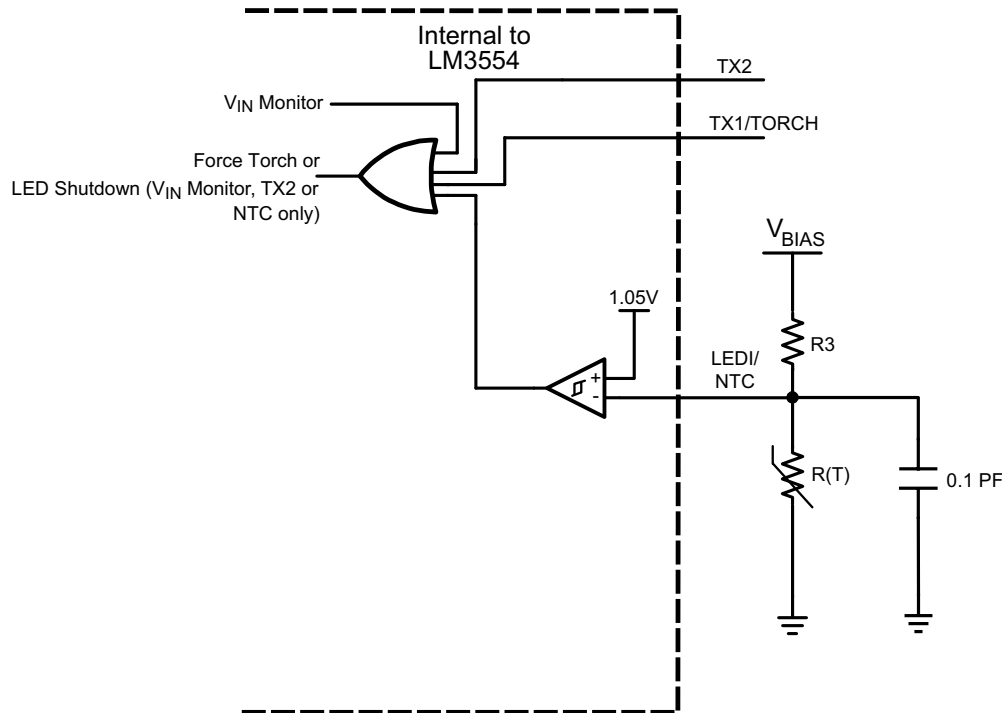 Internal to
LM3554
TX2
VIN Monitor
TX1/TORCH
Force Torch or
LED Shutdown (VIN Monitor, TX2 or
NTC only)
VBIAS
1.05V
R3
LEDI/
NTC
+
-
R(T)
0.1 PF